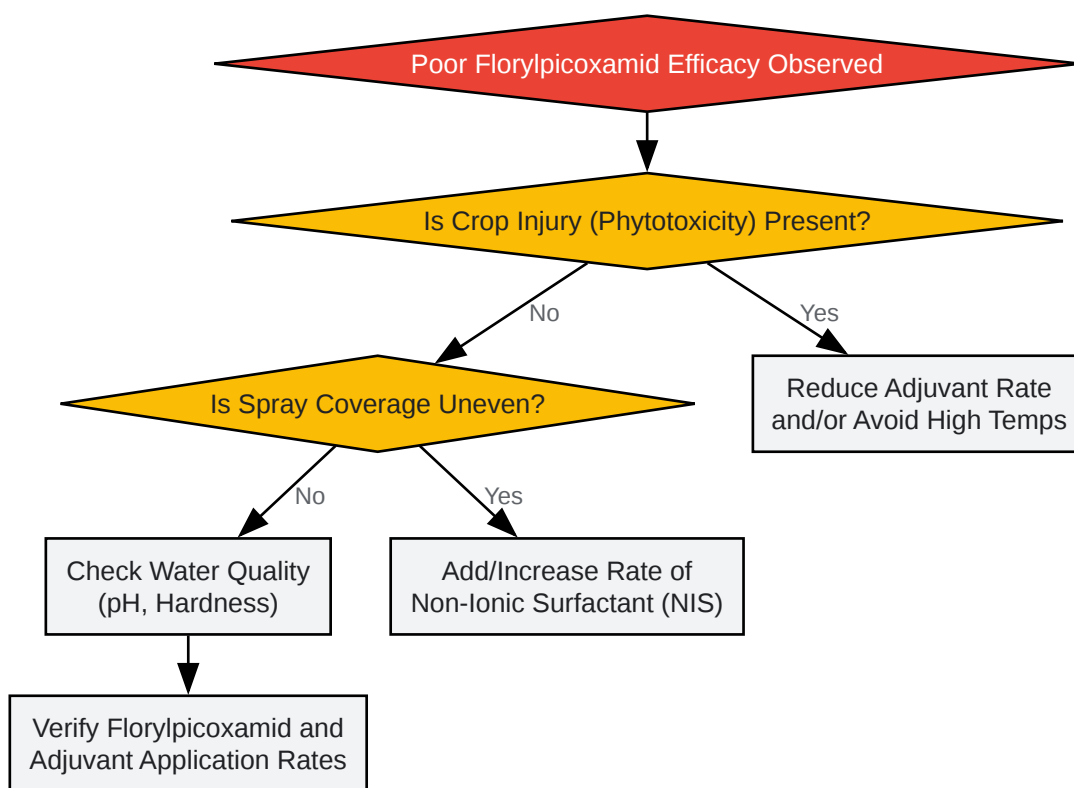 Poor Florylpicoxamid Efficacy Observed
Is Crop Injury (Phytotoxicity) Present?
No
Yes
Is Spray Coverage Uneven?
Reduce Adjuvant Rate
and/or Avoid High Temps
No
Yes
Check Water Quality
(pH, Hardness)
Add/Increase Rate of
Non-Ionic Surfactant (NIS)
Verify Florylpicoxamid and
Adjuvant Application Rates